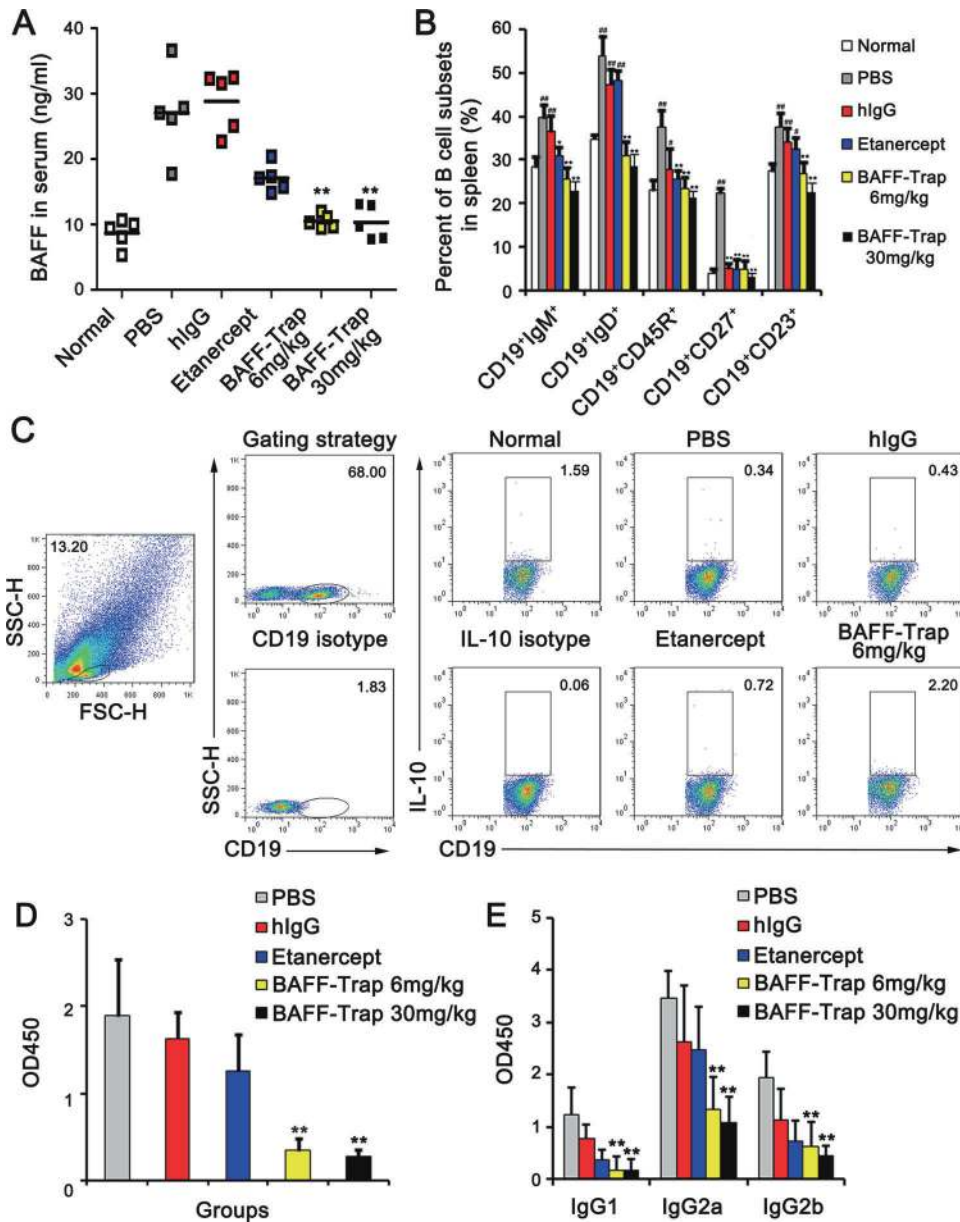 A
BAFF in serum (ng/ml)
50
40
30
20
10
0
** **
Normal
PBS
hIgG
Etanercept
BAFF-Trap
6mg/kg
BAFF-Trap
30mg/kg
B
Percent of B cell subsets
in spleen (%)
60
50
40
30
20
10
0
CD19+IgM+
CD19+IgD+
CD19+CD45R+
CD19+CD27+
CD19+CD23+
Normal
PBS
hIgG
Etanercept
BAFF-Trap
6mg/kg
BAFF-Trap
30mg/kg
C
13.20
SSC-H
FSC-H
Gating strategy
68.00
CD19 isotype
1.83
SSC-H
CD19
Normal
1.59
PBS
0.34
hIgG
0.43
IL-10 isotype
0.06
Etanercept
0.72
BAFF-Trap
6mg/kg
2.20
IL-10
CD19
D
OD450
3
2
1
0
PBS
hIgG
Etanercept
BAFF-Trap 6mg/kg
BAFF-Trap 30mg/kg
** **
Groups
E
OD450
5
4
3
2
1
0
PBS
hIgG
Etanercept
BAFF-Trap 6mg/kg
BAFF-Trap 30mg/kg
** **
** **
** **
IgG1 IgG2a IgG2b